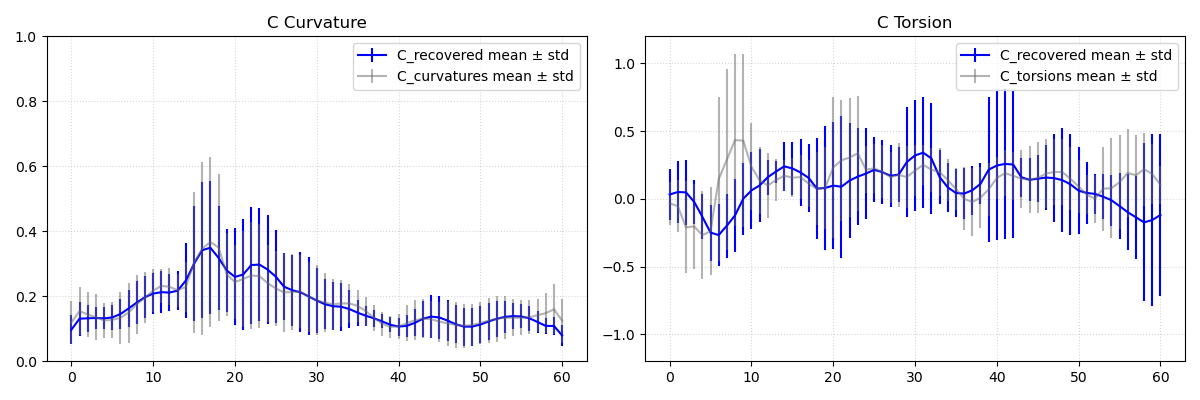 C Curvature
C_recovered mean ± std
C_curvatures mean ± std
1.0
0.8
0.6
0.4
0.2
0.0
0 10 20 30 40 50 60
C Torsion
C_recovered mean ± std
C_torsions mean ± std
1.0
0.5
0.0
−0.5
−1.0
0 10 20 30 40 50 60